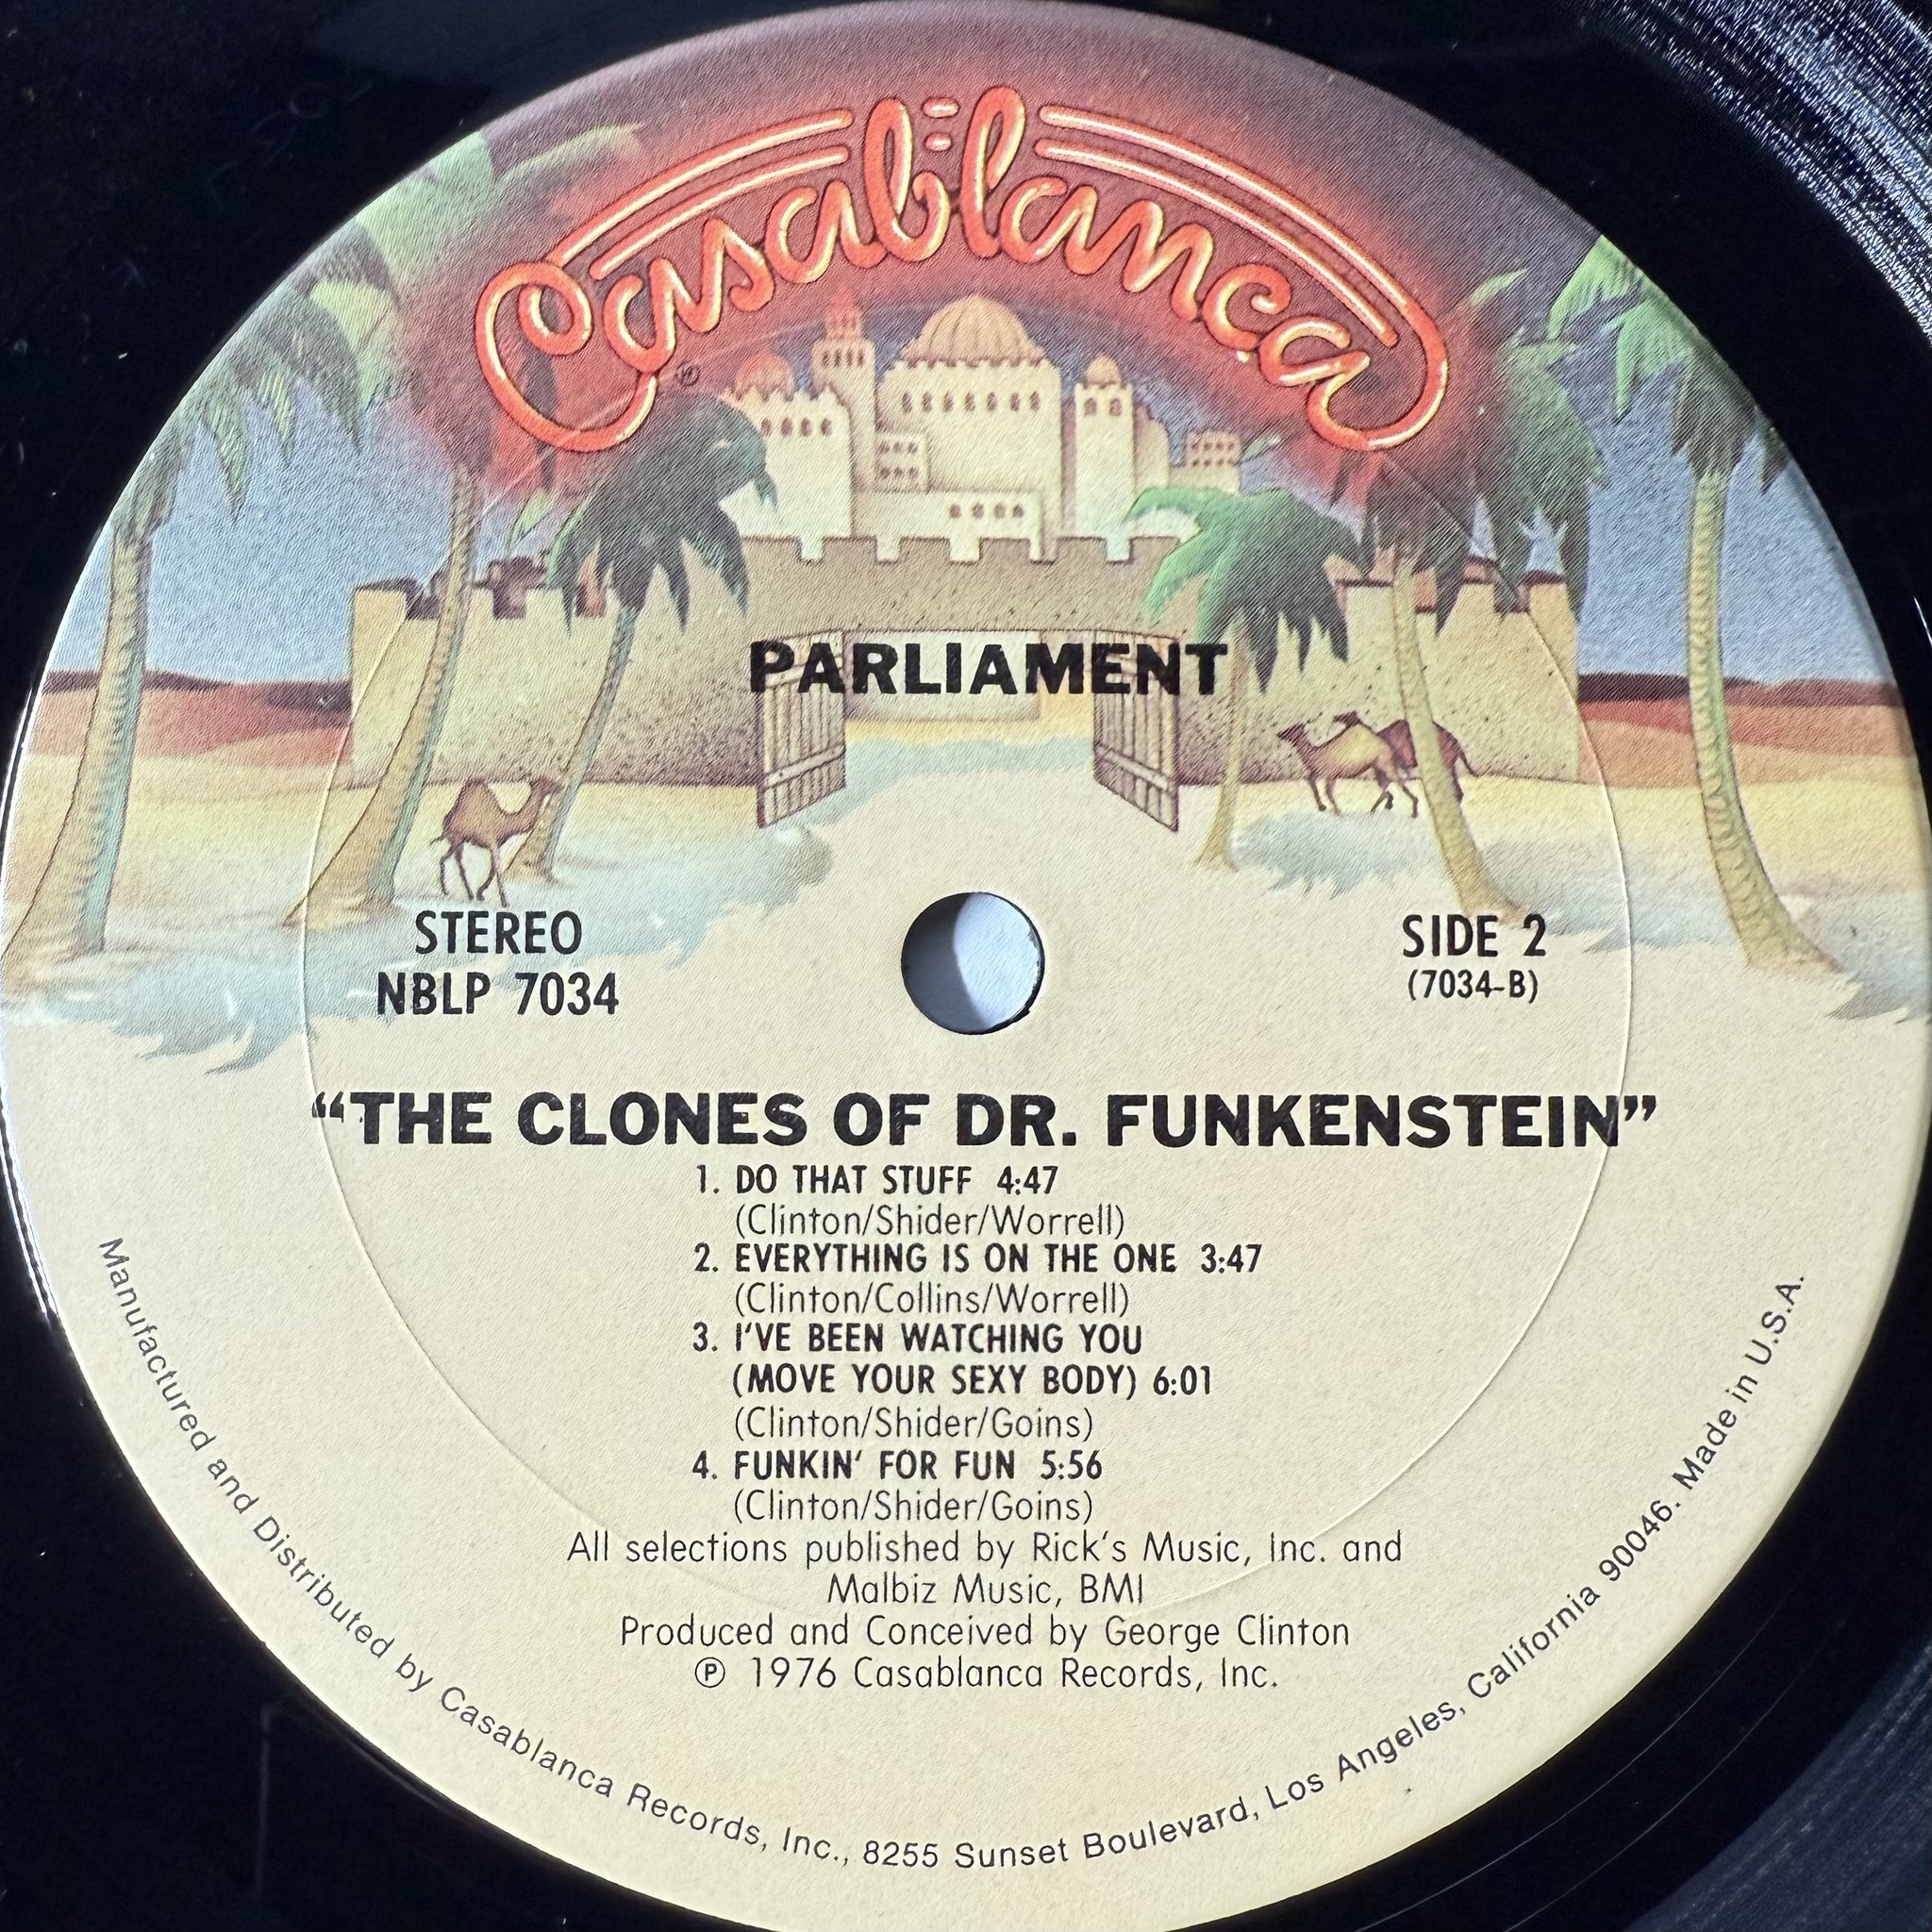 Casablanca
PARLIAMENT
STEREO
NBLP 7034
SIDE 2
(7034-B)
“THE CLONES OF DR. FUNKENSTEIN”
1. DO THAT STUFF 4:47
(Clinton/Shider/Worrell)
2. EVERYTHING IS ON THE ONE 3:47
(Clinton/Collins/Worrell)
3. I'VE BEEN WATCHING YOU
(MOVE YOUR SEXY BODY) 6:01
(Clinton/Shider/Goins)
4. FUNKIN' FOR FUN 5:56
(Clinton/Shider/Goins)
All selections published by Rick's Music, Inc. and
Malbiz Music, BMI
Produced and Conceived by George Clinton
℗ 1976 Casablanca Records, Inc.
Manufactured and Distributed by Casablanca Records, Inc., 8255 Sunset Boulevard, Los Angeles, California 90046. Made in U.S.A.